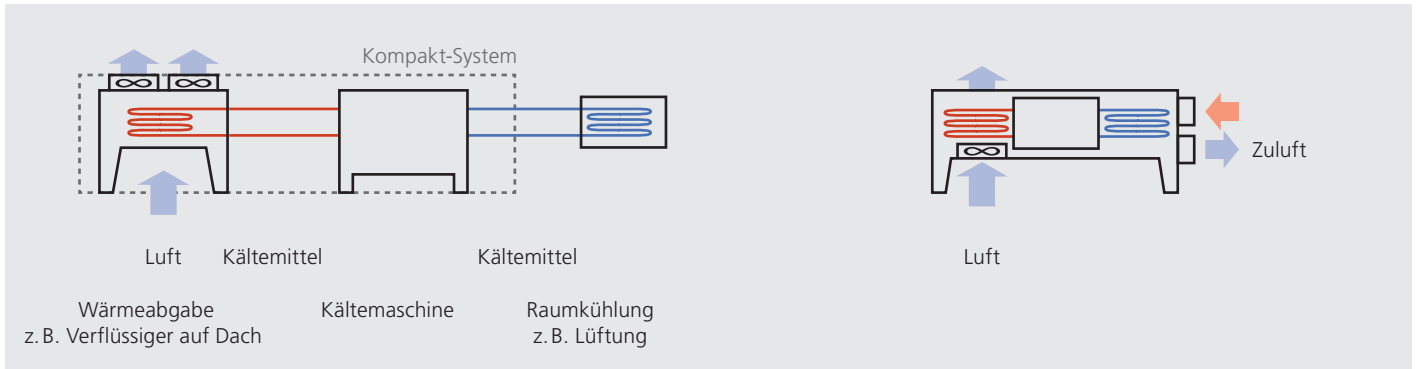 Kompakt-System
Zuluft
Luft
Kältemittel
Kältemittel
Luft
Wärmeabgabe
z. B. Verflüssiger auf Dach
Kältemaschine
Raumkühlung
z. B. Lüftung